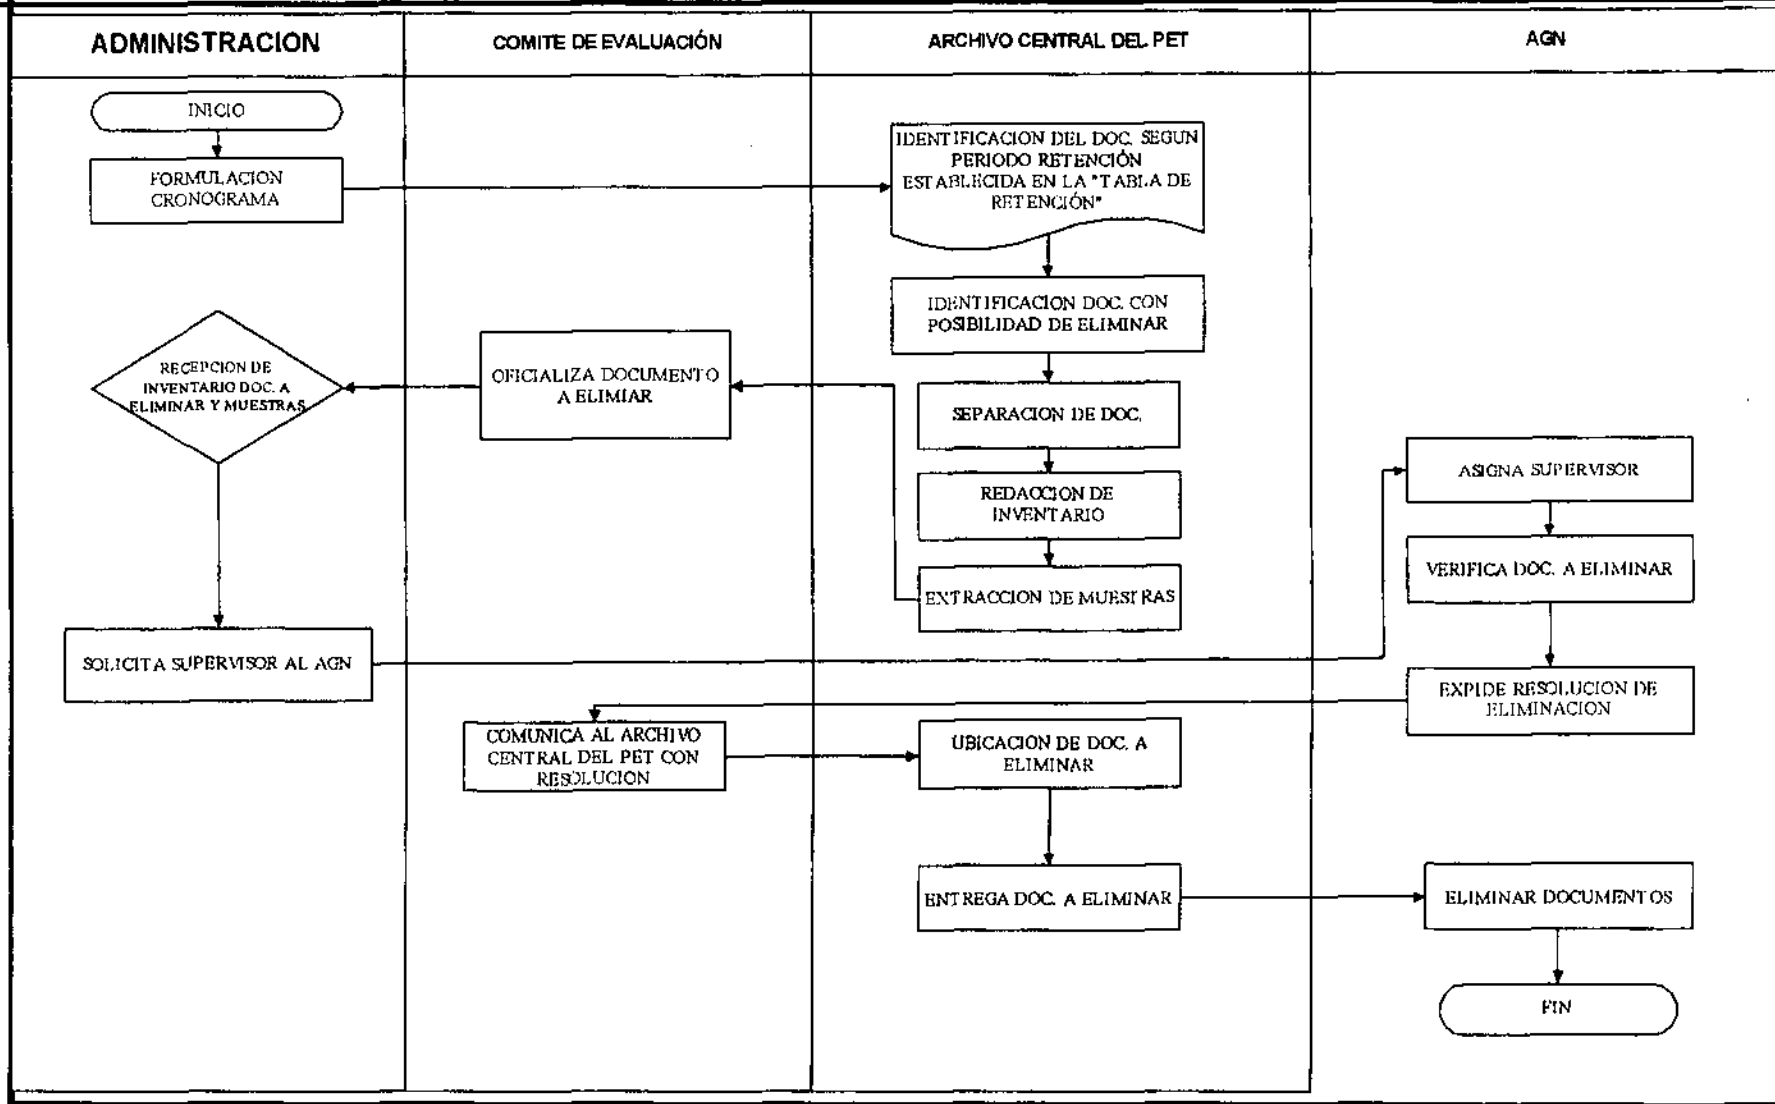 ADMINISTRACION
COMITE DE EVALUACIÓN
ARCHIVO CENTRAL DEL PET
AGN
INICIO
FORMULACION
CRONOGRAMA
IDENTIFICACION DEL DOC. SEGUN
PERIODO RETENCIÓN
ESTABLECIDA EN LA "TABLA DE
RETENCIÓN"
IDENTIFICACION DOC. CON
POSIBILIDAD DE ELIMINAR
SEPARACION DE DOC.
REDACCION DE
INVENTARIO
EXTRACCION DE MUESTRAS
OFICIALIZA DOCUMENTO
A ELIMIAR
RECEPCION DE
INVENTARIO DOC. A
ELIMINAR Y MUESTRAS
SOLICITA SUPERVISOR AL AGN
ASIGNA SUPERVISOR
VERIFICA DOC. A ELIMINAR
EXPIDE RESOLUCION DE
ELIMINACION
COMUNICA AL ARCHIVO
CENTRAL DEL PET CON
RESOLUCION
UBICACION DE DOC. A
ELIMINAR
ENTREGA DOC. A ELIMINAR
ELIMINAR DOCUMENTOS
FIN